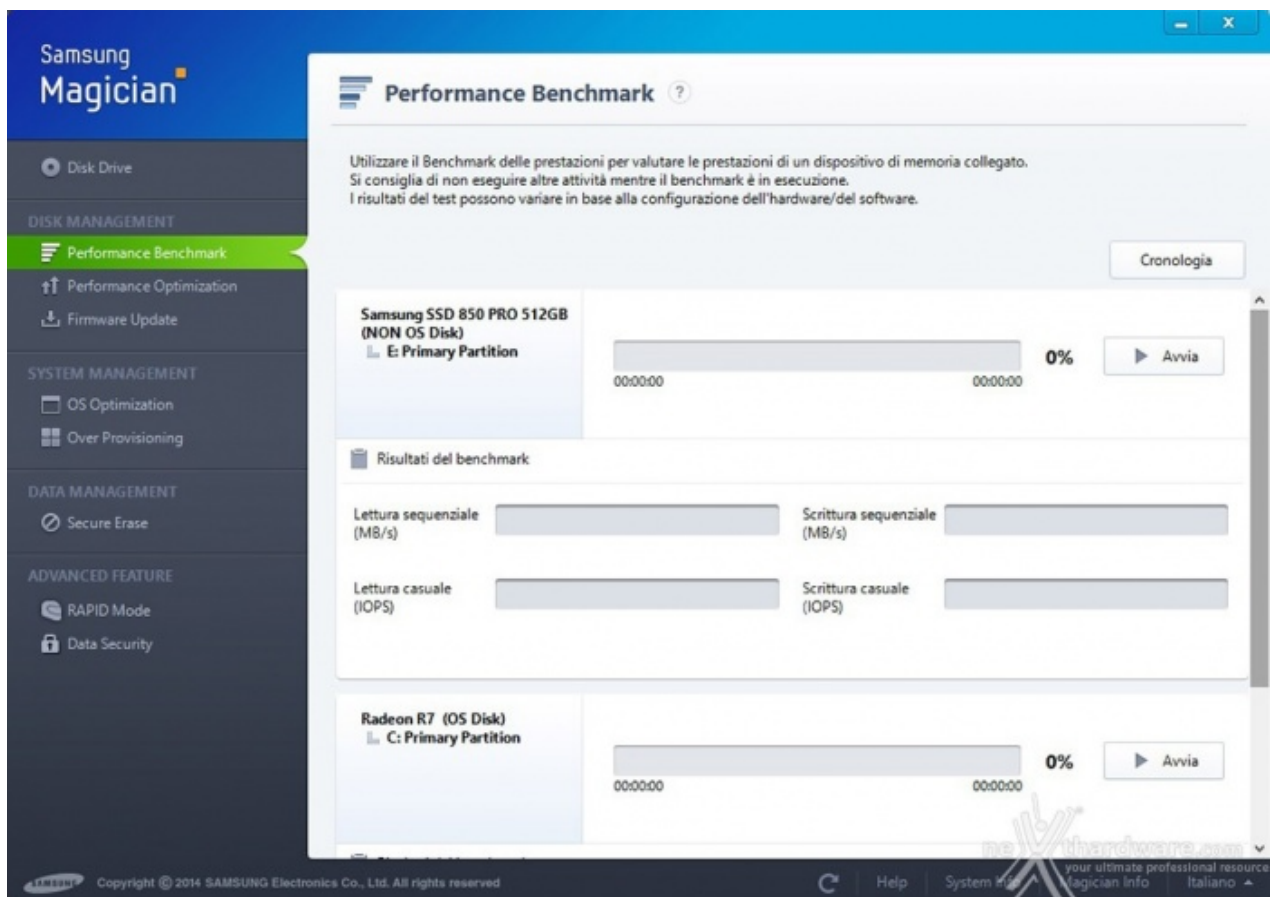 Samsung
Magician
Disk Drive
DISK MANAGEMENT
Performance Benchmark
Performance Optimization
Firmware Update
SYSTEM MANAGEMENT
OS Optimization
Over Provisioning
DATA MANAGEMENT
Secure Erase
ADVANCED FEATURE
RAPID Mode
Data Security
Performance Benchmark ?
Utilizzare il Benchmark delle prestazioni per valutare le prestazioni di un dispositivo di memoria collegato.
Si consiglia di non eseguire altre attività mentre il benchmark è in esecuzione.
I risultati del test possono variare in base alla configurazione dell'hardware/del software.
Cronologia
Samsung SSD 850 PRO 512GB
(NON OS Disk)
E: Primary Partition
0%
Avvia
00:00:00 00:00:00
Risultati del benchmark
Lettura sequenziale
(MB/s)
Scrittura sequenziale
(MB/s)
Lettura casuale
(IOPS)
Scrittura casuale
(IOPS)
Radeon R7 (OS Disk)
C: Primary Partition
0%
Avvia
00:00:00 00:00:00
nexthardware.com
your ultimate professional resource
SAMSUNG
Copyright © 2014 SAMSUNG Electronics Co., Ltd. All rights reserved
Help
System Info
Magician Info
Italiano